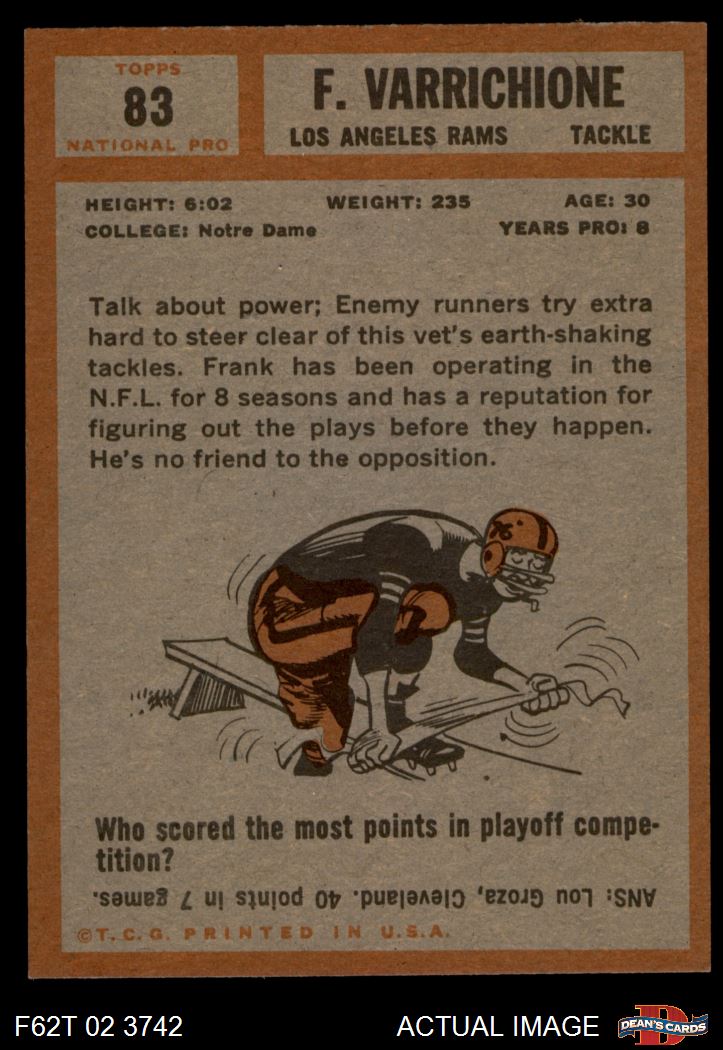 TOPPS
83
NATIONAL PRO
F. VARRICHIONE
LOS ANGELES RAMS TACKLE
HEIGHT: 6:02 WEIGHT: 235 AGE: 30
COLLEGE: Notre Dame YEARS PRO: 8
Talk about power; Enemy runners try extra
hard to steer clear of this vet's earth-shaking
tackles. Frank has been operating in the
N.F.L. for 8 seasons and has a reputation for
figuring out the plays before they happen.
He's no friend to the opposition.
Who scored the most points in playoff compe-
tition?
ANS: Lou Groza, Cleveland. 40 points in 7 games.
©T.C.G. PRINTED IN U.S.A.
F62T 02 3742 ACTUAL IMAGE
D
DEAN'S CARDS